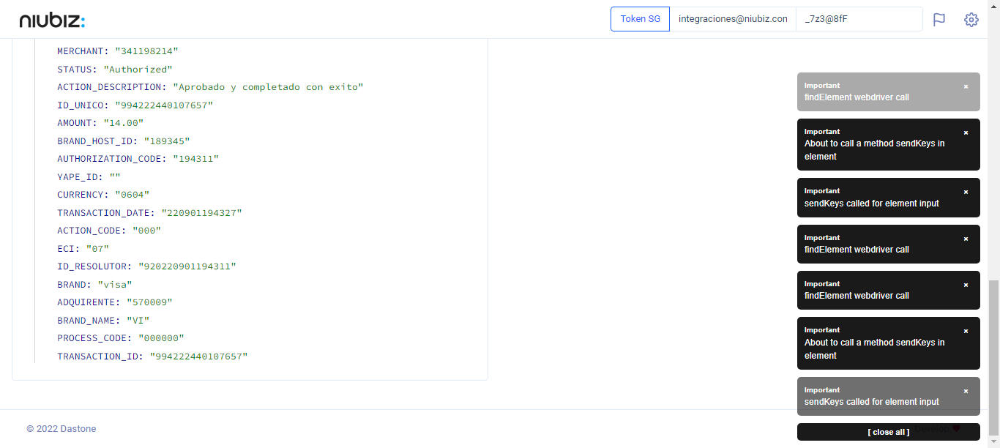 niubiz:
Token SG
integraciones@niubiz.con
_7z3@8fF
MERCHANT: "341198214"
STATUS: "Authorized"
ACTION_DESCRIPTION: "Aprobado y completado con exito"
ID_UNICO: "994222440107657"
AMOUNT: "14.00"
BRAND_HOST_ID: "189345"
AUTHORIZATION_CODE: "194311"
YAPE_ID: ""
CURRENCY: "0604"
TRANSACTION_DATE: "220901194327"
ACTION_CODE: "000"
ECI: "07"
ID_RESOLUTOR: "920220901194311"
BRAND: "visa"
ADQUIRENTE: "570009"
BRAND_NAME: "VI"
PROCESS_CODE: "000000"
TRANSACTION_ID: "994222440107657"
Important
findElement webdriver call
Important
About to call a method sendKeys in
element
Important
sendKeys called for element input
Important
findElement webdriver call
Important
findElement webdriver call
Important
About to call a method sendKeys in
element
Important
sendKeys called for element input
[ close all ]
© 2022 Dastone